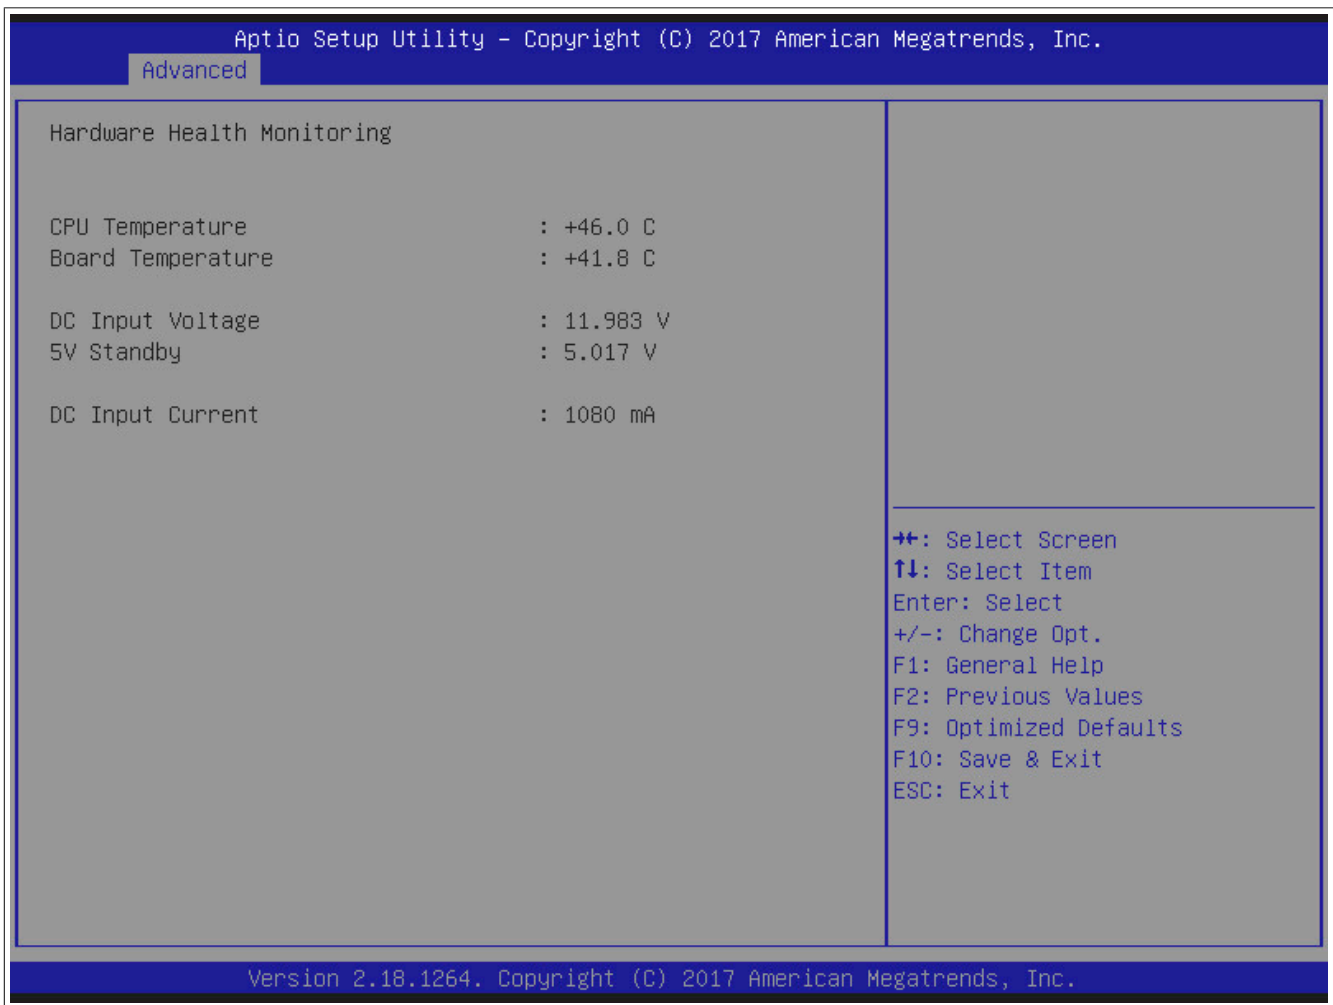 Aptio Setup Utility – Copyright (C) 2017 American Megatrends, Inc.
Advanced
Hardware Health Monitoring
CPU Temperature : +46.0 C
Board Temperature : +41.8 C
DC Input Voltage : 11.983 V
5V Standby : 5.017 V
DC Input Current : 1080 mA
→←: Select Screen
↑↓: Select Item
Enter: Select
+/-: Change Opt.
F1: General Help
F2: Previous Values
F9: Optimized Defaults
F10: Save & Exit
ESC: Exit
Version 2.18.1264. Copyright (C) 2017 American Megatrends, Inc.